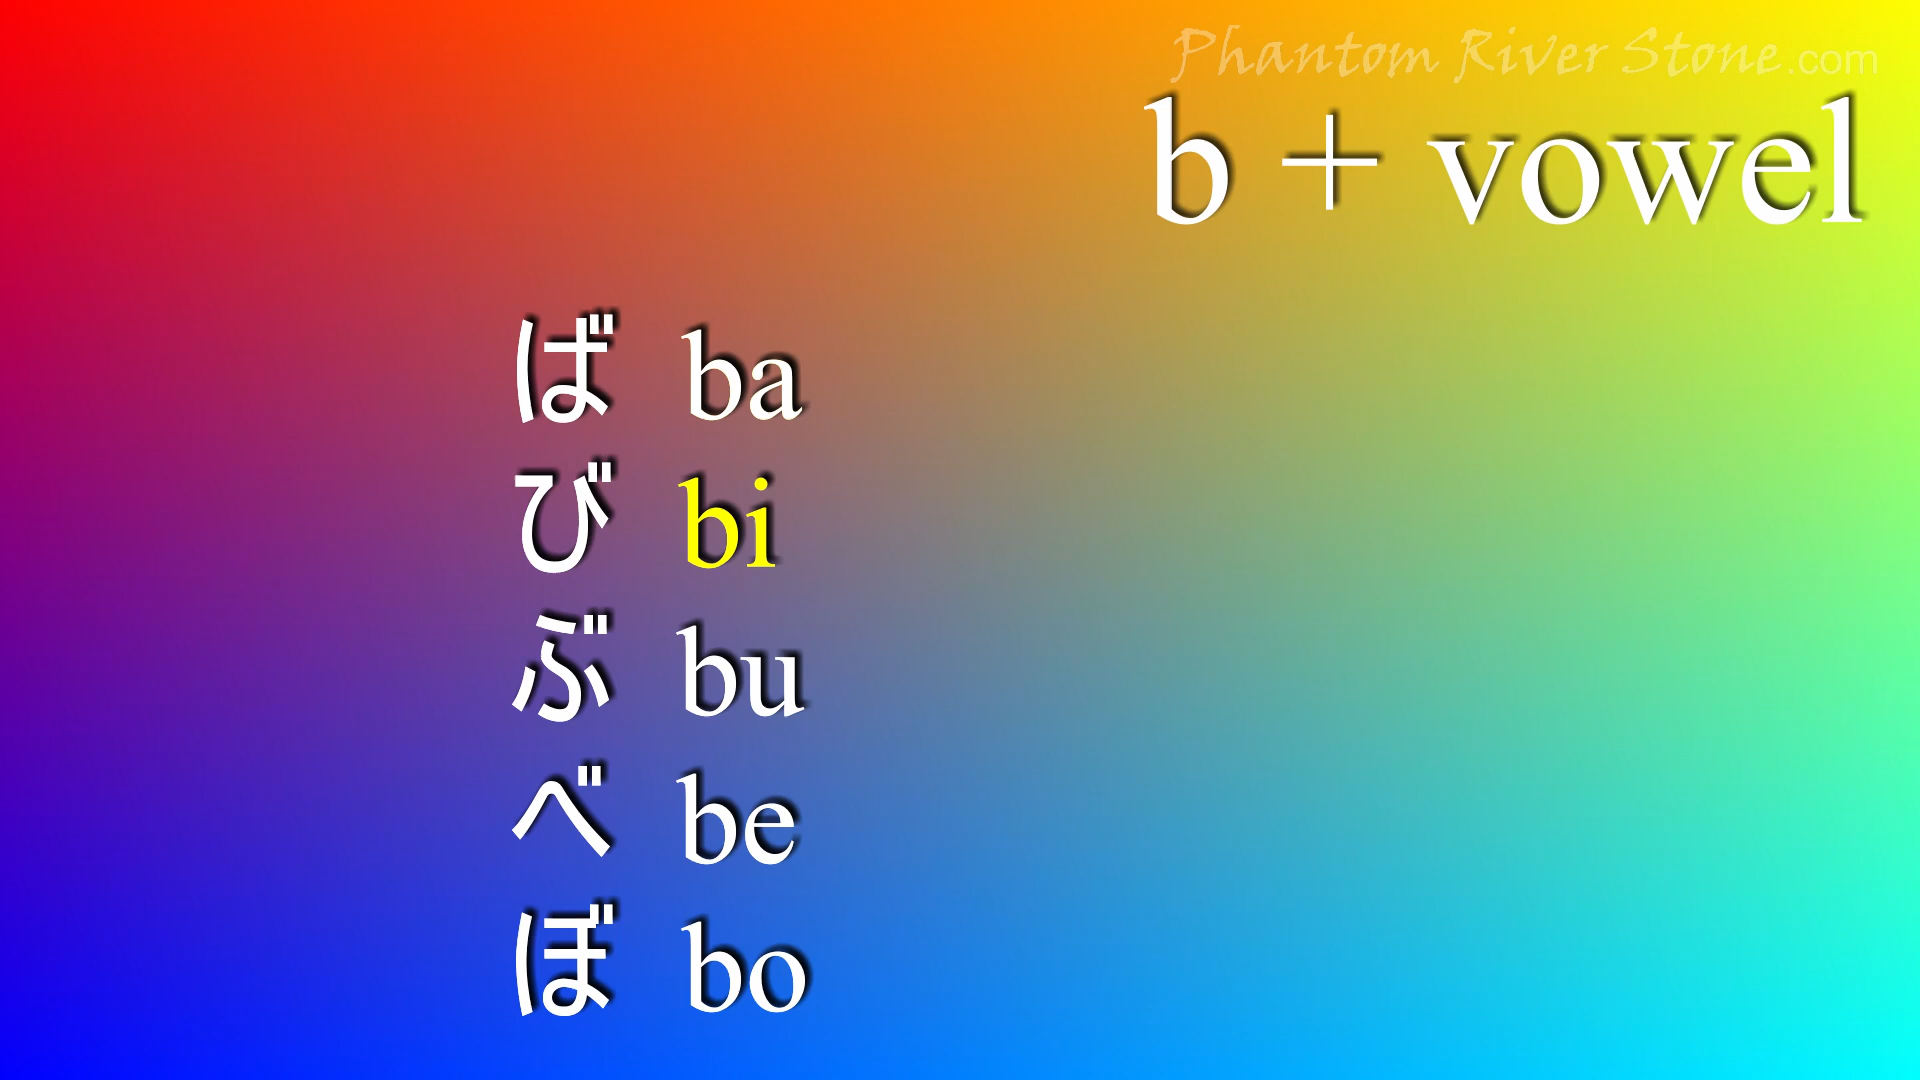 Phantom River Stone.com
b + vowel
ば ba
び bi
ぶ bu
べ be
ぼ bo